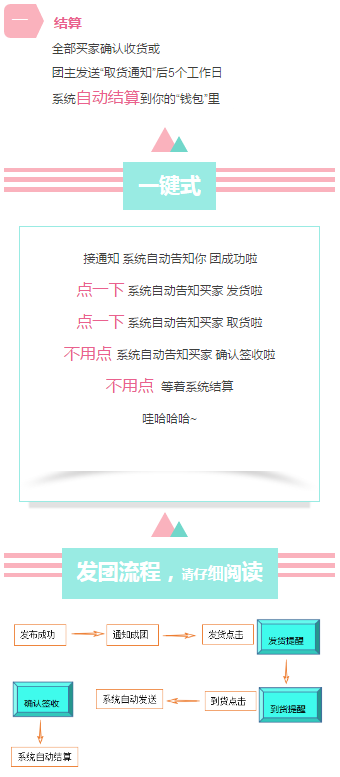 一
结算
全部买家确认收货或
团主发送“取货通知”后5个工作日
系统自动结算到你的“钱包”里
一键式
接通知 系统自动告知你 团成功啦
点一下 系统自动告知买家 发货啦
点一下 系统自动告知买家 取货啦
不用点 系统自动告知买家 确认签收啦
不用点 等着系统结算
哇哈哈哈~
发团流程，请仔细阅读
发布成功
通知成团
发货点击
发货提醒
到货提醒
到货点击
系统自动发送
确认签收
系统自动结算